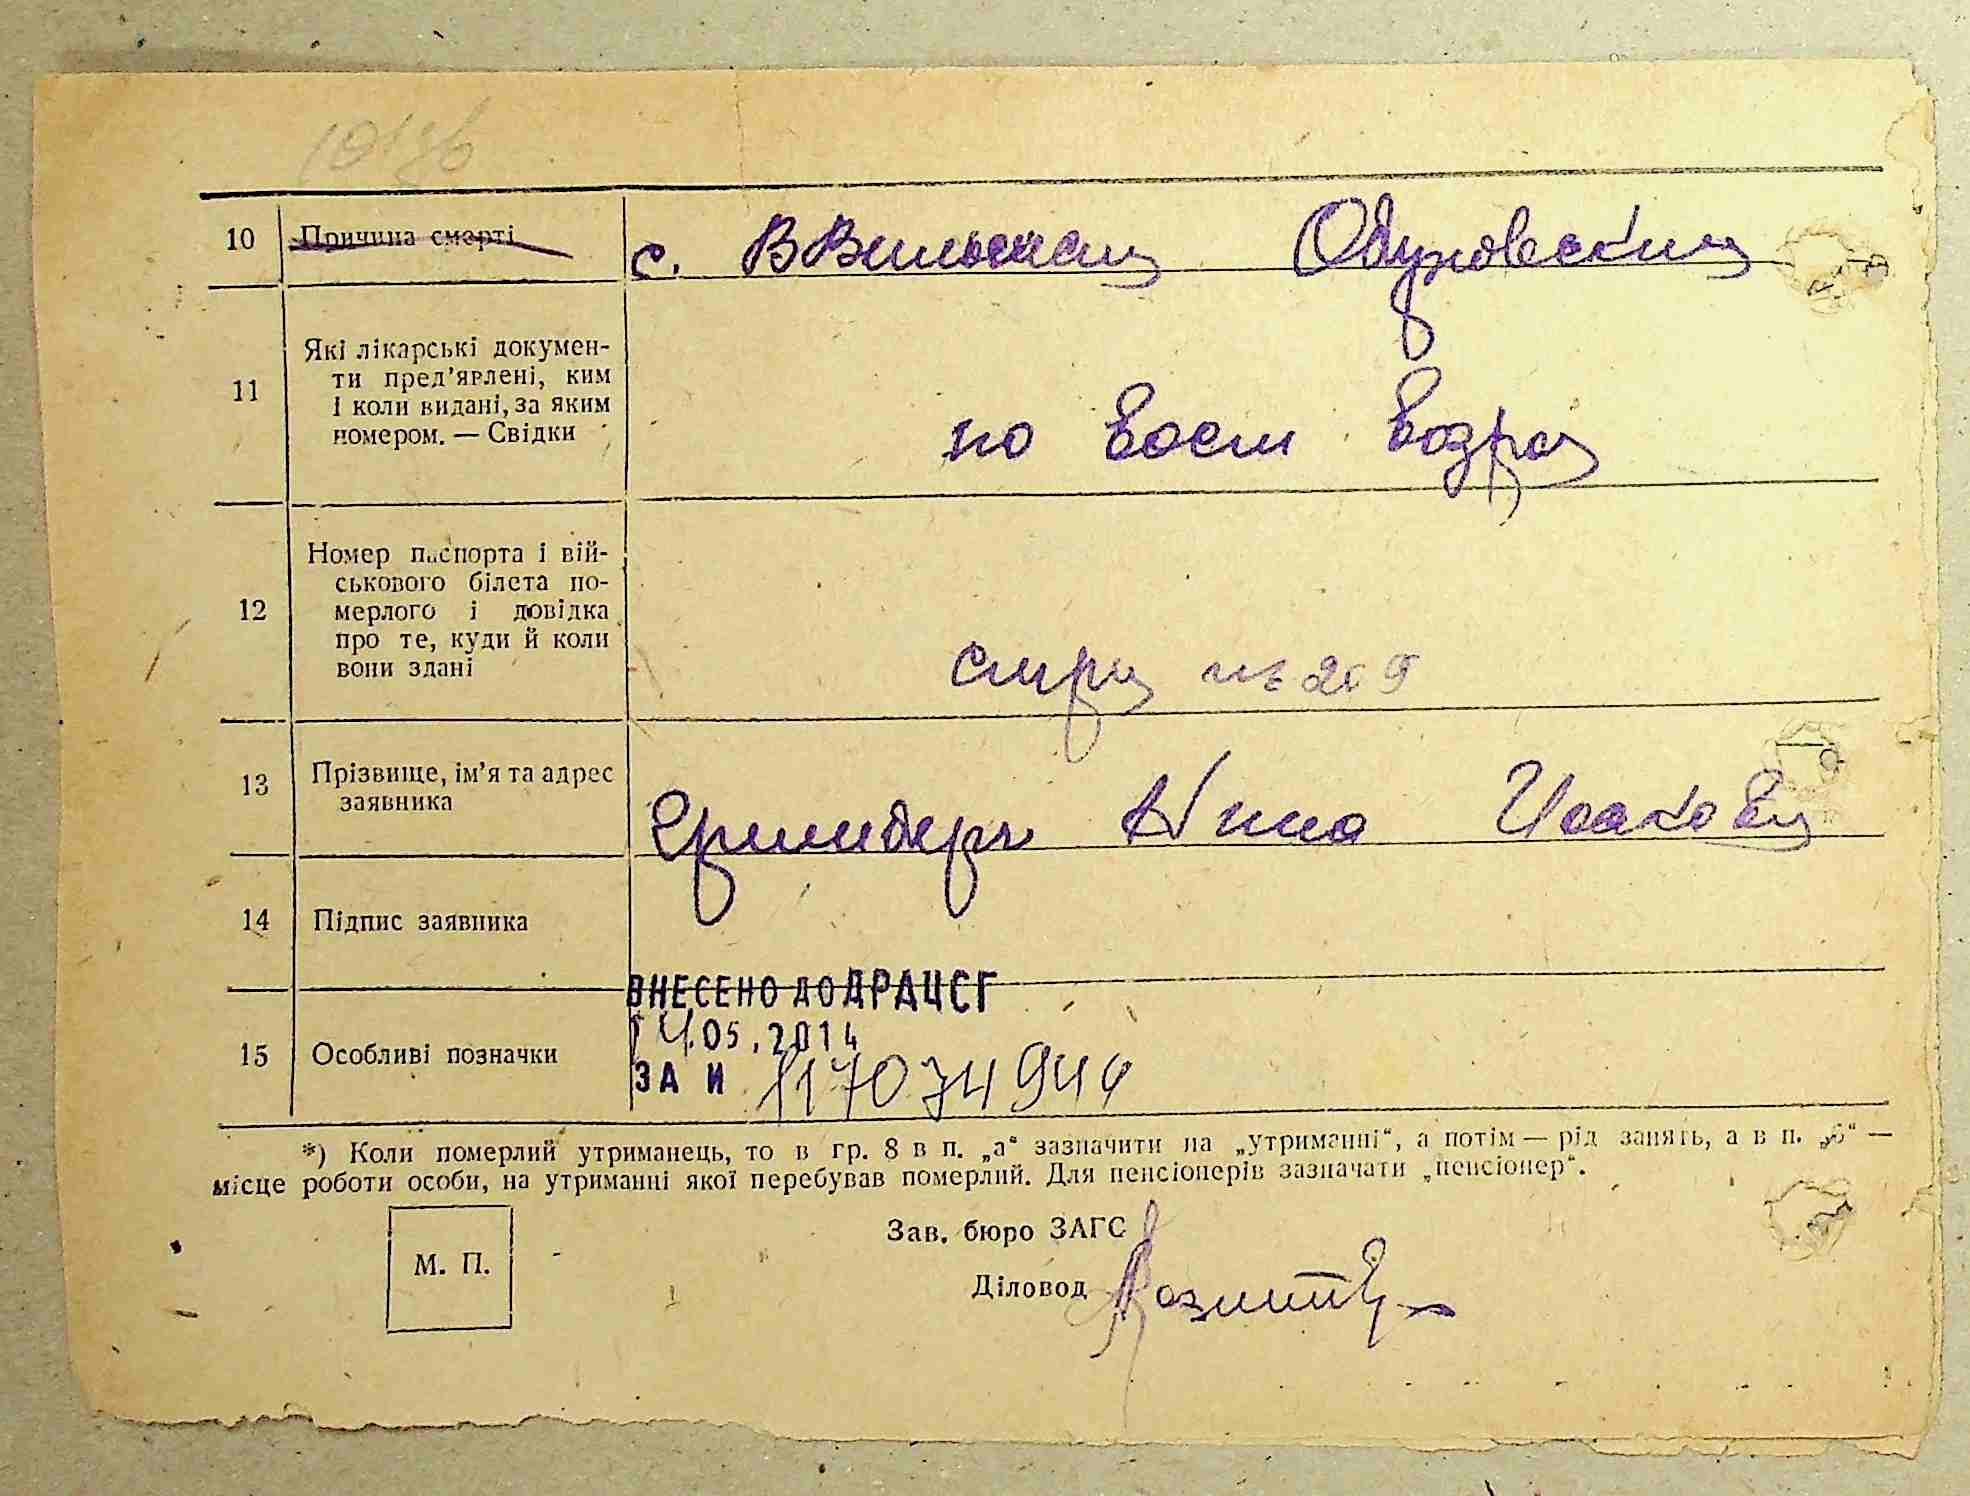 10 Причина смерті
с. ВВильскам
11 Які лікарські докумен-
ти пред'явлені, ким
і коли видані, за яким
номером. — Свідки
по воен
12 Номер паспорта і вій-
ськового білета по-
мерлого і довідка
про те, куди й коли
вони здані
209
13 Прізвище, ім'я та адрес
заявника
Нина
14 Підпис заявника
ВНЕСЕНО ДО ДРАЦСГ
14.05.2014
15 Особливі позначки
ЗА И
*) Коли померлий утриманець, то в гр. 8 в п. „а“ зазначити на „утриманні“, а потім — рід занять, а в п. „б“ —
місце роботи особи, на утриманні якої перебував померлий. Для пенсіонерів зазначати „пенсіонер“.
М. П.
Зав. бюро ЗАГС
Діловод